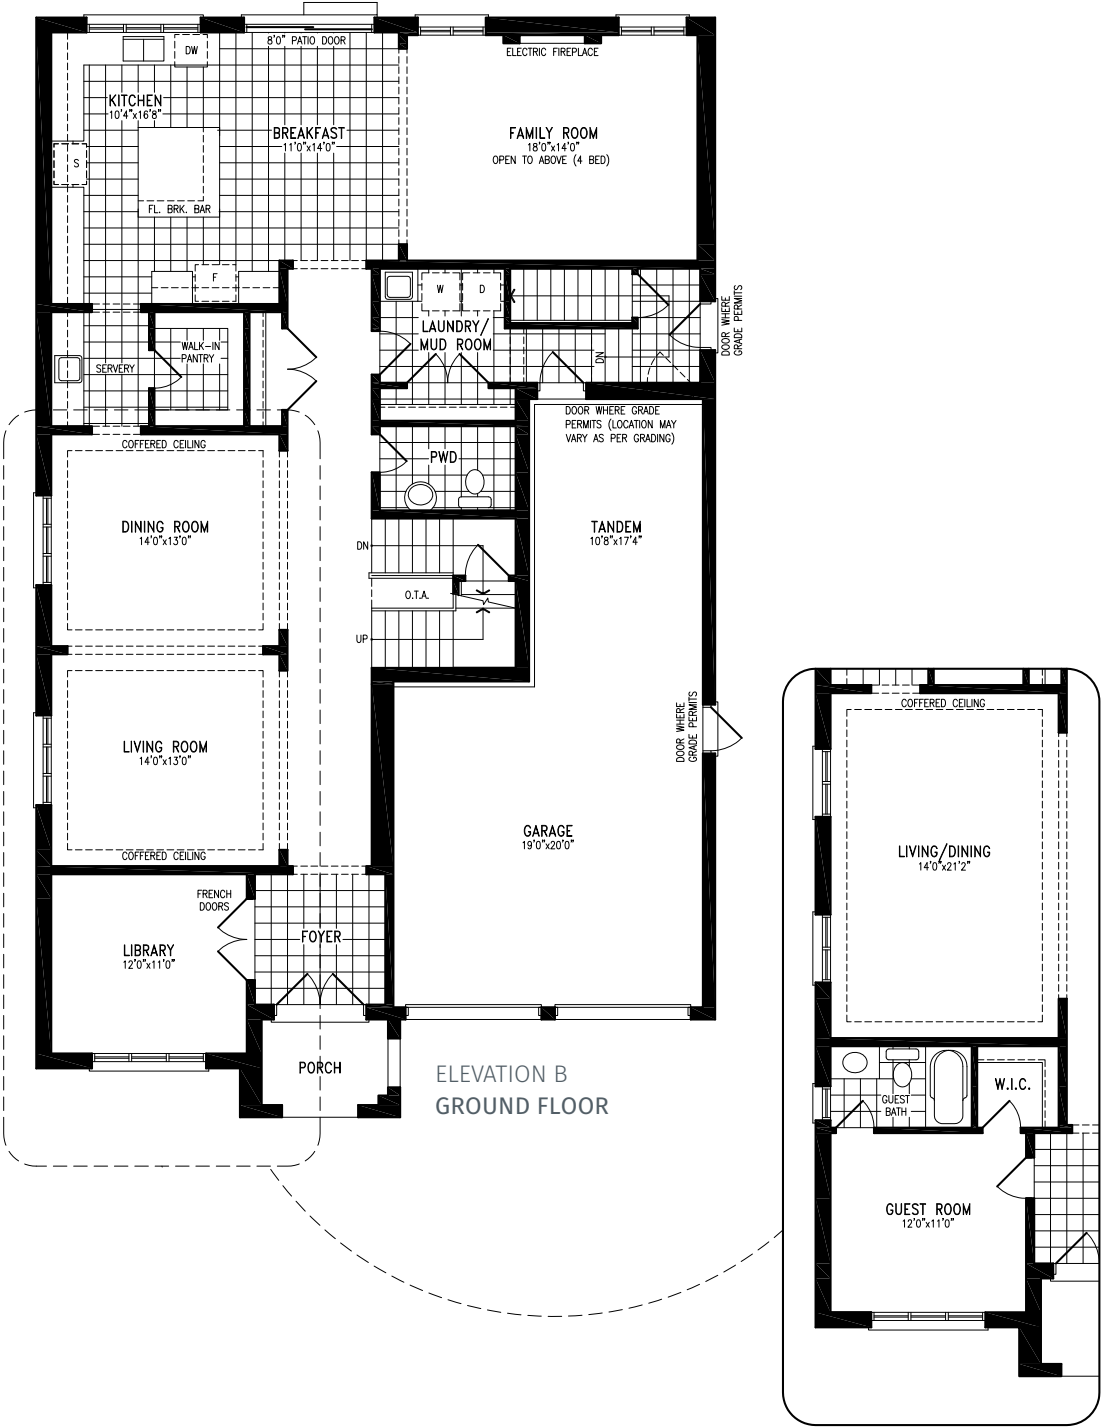 8'0" PATIO DOOR
DW
ELECTRIC FIREPLACE
KITCHEN
10'4"x16'8"
BREAKFAST
11'0"x14'0"
FAMILY ROOM
18'0"x14'0"
OPEN TO ABOVE (4 BED)
S
FL. BRK. BAR
F
W
D
LAUNDRY/
MUD ROOM
DOOR WHERE
GRADE PERMITS
WALK-IN
PANTRY
SERVERY
DN
DOOR WHERE GRADE
PERMITS (LOCATION MAY
VARY AS PER GRADING)
COFFERED CEILING
PWD
DINING ROOM
14'0"x13'0"
TANDEM
10'8"x17'4"
DN
O.T.A.
UP
LIVING ROOM
14'0"x13'0"
COFFERED CEILING
DOOR WHERE
GRADE PERMITS
GARAGE
19'0"x20'0"
FRENCH
DOORS
LIBRARY
12'0"x11'0"
FOYER
PORCH
ELEVATION B
GROUND FLOOR
COFFERED CEILING
LIVING/DINING
14'0"x21'2"
GUEST
BATH
W.I.C.
GUEST ROOM
12'0"x11'0"